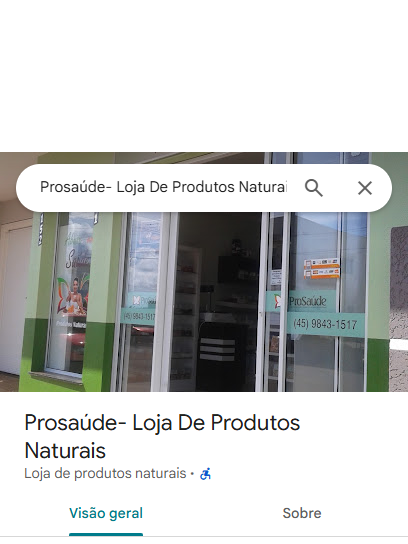 Prosaúde- Loja De Produtos Naturai
ProSaúde
(45) 9843-1517
(45) 9843-1517
Prosaúde- Loja De Produtos
Naturais
Loja de produtos naturais •
Visão geral
Sobre